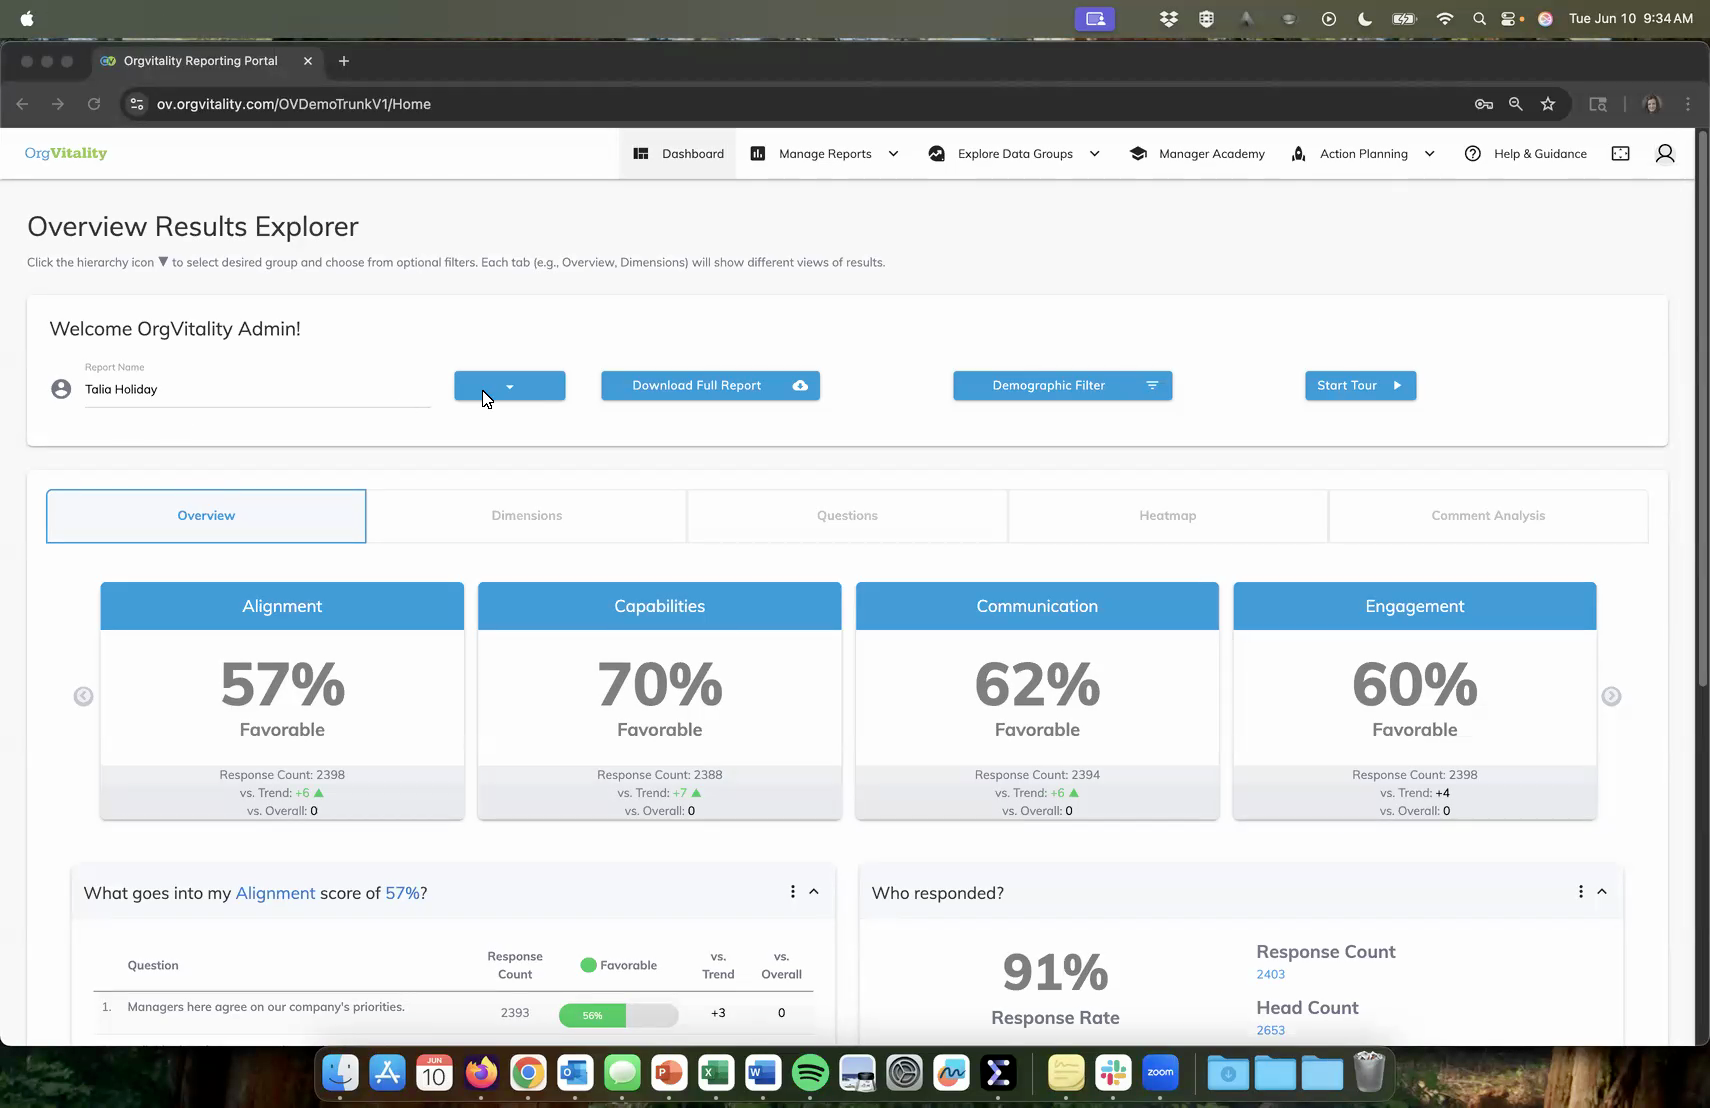 Tue Jun 10 9:34 AM
Orgvitality Reporting Portal
ov.orgvitality.com/OVDemoTrunkV1/Home
OrgVitality
Dashboard
Manage Reports
Explore Data Groups
Manager Academy
Action Planning
Help & Guidance
Overview Results Explorer
Click the hierarchy icon ▼ to select desired group and choose from optional filters. Each tab (e.g., Overview, Dimensions) will show different views of results.
Welcome OrgVitality Admin!
Report Name
Talia Holiday
Download Full Report
Demographic Filter
Start Tour
Overview
Dimensions
Questions
Heatmap
Comment Analysis
Alignment
57%
Favorable
Response Count: 2398
vs. Trend: +6 ▲
vs. Overall: 0
Capabilities
70%
Favorable
Response Count: 2388
vs. Trend: +7 ▲
vs. Overall: 0
Communication
62%
Favorable
Response Count: 2394
vs. Trend: +6 ▲
vs. Overall: 0
Engagement
60%
Favorable
Response Count: 2398
vs. Trend: +4
vs. Overall: 0
What goes into my Alignment score of 57%?
Question
Response Count
Favorable
vs. Trend
vs. Overall
1. Managers here agree on our company's priorities.
2393
56%
+3
0
Who responded?
91%
Response Rate
Response Count
2403
Head Count
2653
JUN
10
zoom